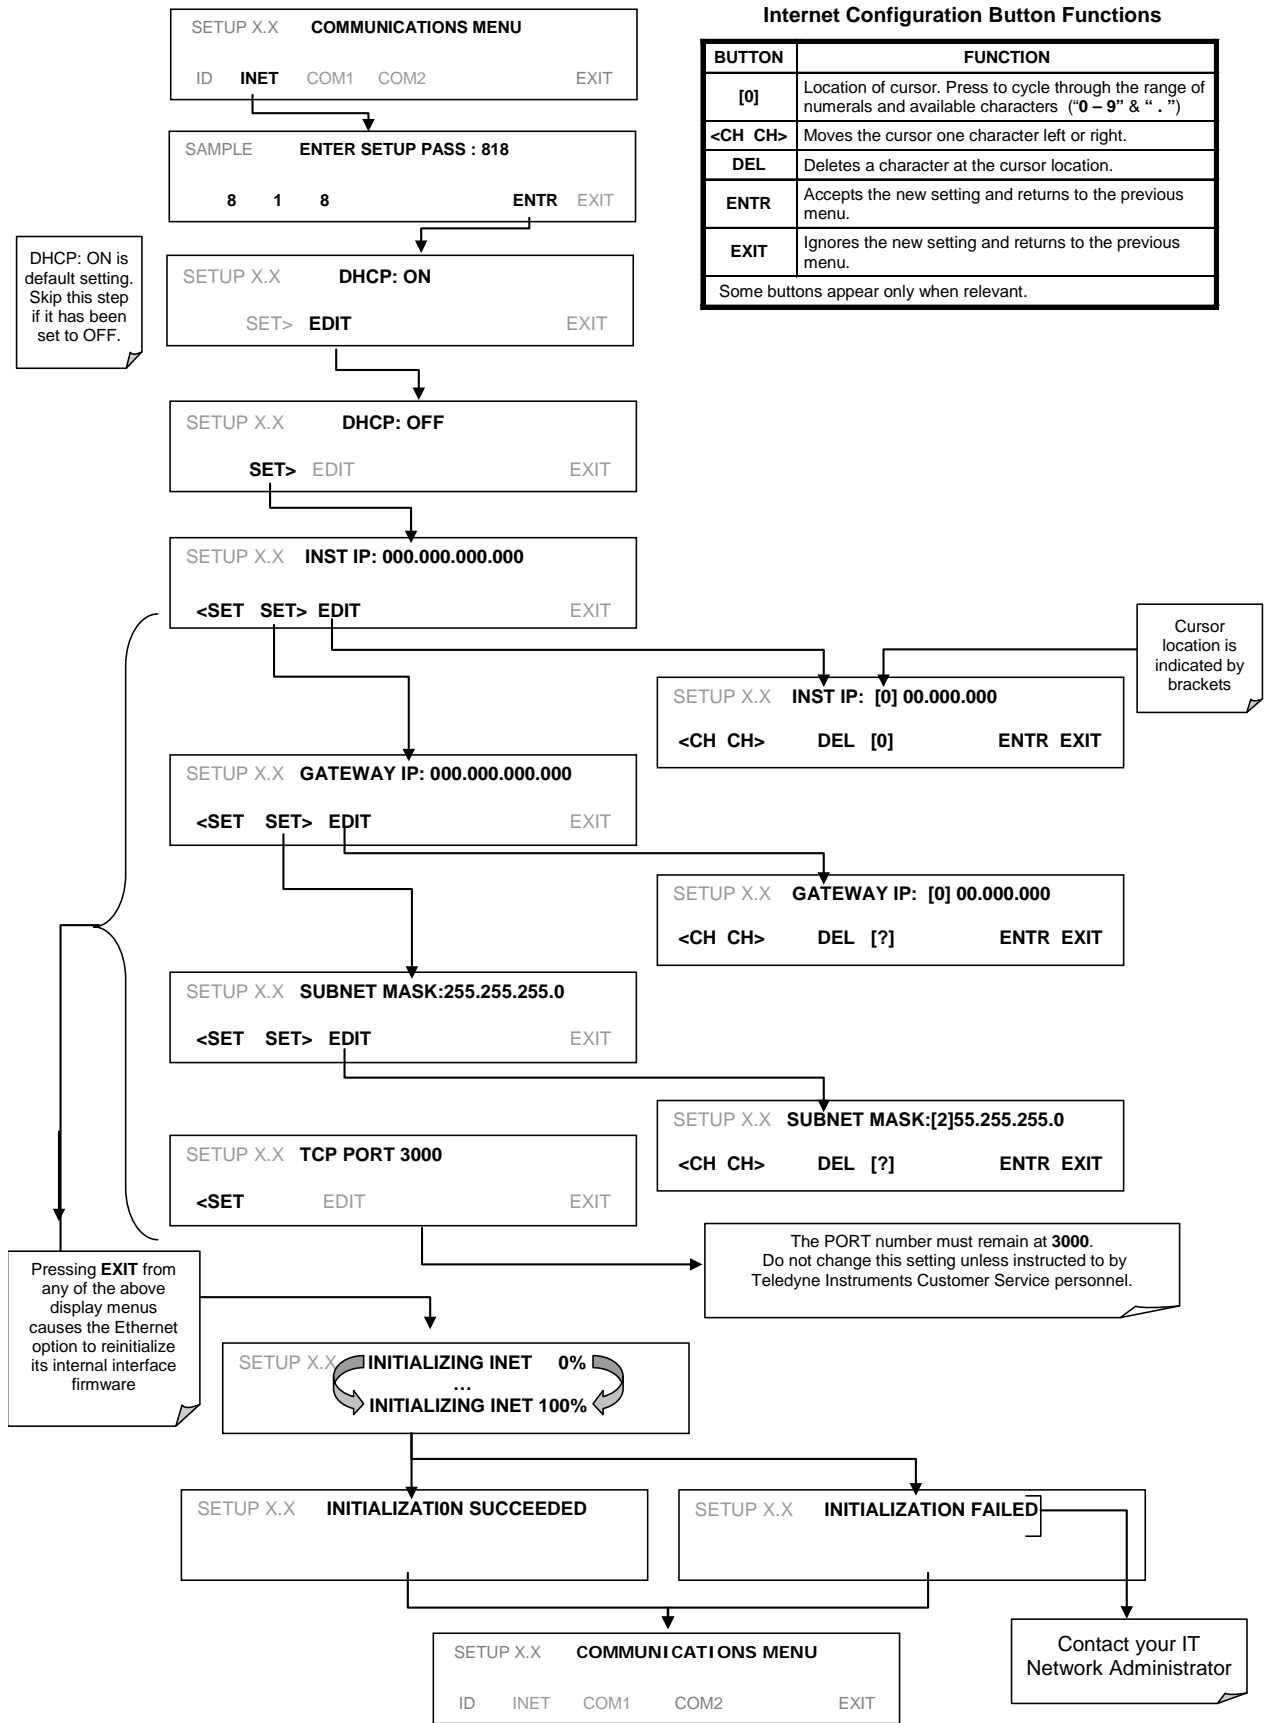 SETUP X.X COMMUNICATIONS MENU
ID INET COM1 COM2 EXIT
Internet Configuration Button Functions
BUTTON FUNCTION
[0] Location of cursor. Press to cycle through the range of
numerals and available characters (“0 – 9” & “ . ”)
<CH CH> Moves the cursor one character left or right.
DEL Deletes a character at the cursor location.
ENTR Accepts the new setting and returns to the previous
menu.
EXIT Ignores the new setting and returns to the previous
menu.
Some buttons appear only when relevant.
SAMPLE ENTER SETUP PASS : 818
8 1 8 ENTR EXIT
DHCP: ON is
default setting.
Skip this step
if it has been
set to OFF.
SETUP X.X DHCP: ON
SET> EDIT EXIT
SETUP X.X DHCP: OFF
SET> EDIT EXIT
SETUP X.X INST IP: 000.000.000.000
<SET SET> EDIT EXIT
Cursor
location is
indicated by
brackets
SETUP X.X INST IP: [0] 00.000.000
<CH CH> DEL [0] ENTR EXIT
SETUP X.X GATEWAY IP: 000.000.000.000
<SET SET> EDIT EXIT
SETUP X.X GATEWAY IP: [0] 00.000.000
<CH CH> DEL [?] ENTR EXIT
SETUP X.X SUBNET MASK:255.255.255.0
<SET SET> EDIT EXIT
SETUP X.X SUBNET MASK:[2]55.255.255.0
<CH CH> DEL [?] ENTR EXIT
SETUP X.X TCP PORT 3000
<SET EDIT EXIT
The PORT number must remain at 3000.
Do not change this setting unless instructed to by
Teledyne Instruments Customer Service personnel.
Pressing EXIT from
any of the above
display menus
causes the Ethernet
option to reinitialize
its internal interface
firmware
SETUP X.X INITIALIZING INET 0%
…
INITIALIZING INET 100%
SETUP X.X INITIALIZATI0N SUCCEEDED
SETUP X.X INITIALIZATION FAILED
Contact your IT
Network Administrator
SETUP X.X COMMUNICATIONS MENU
ID INET COM1 COM2 EXIT